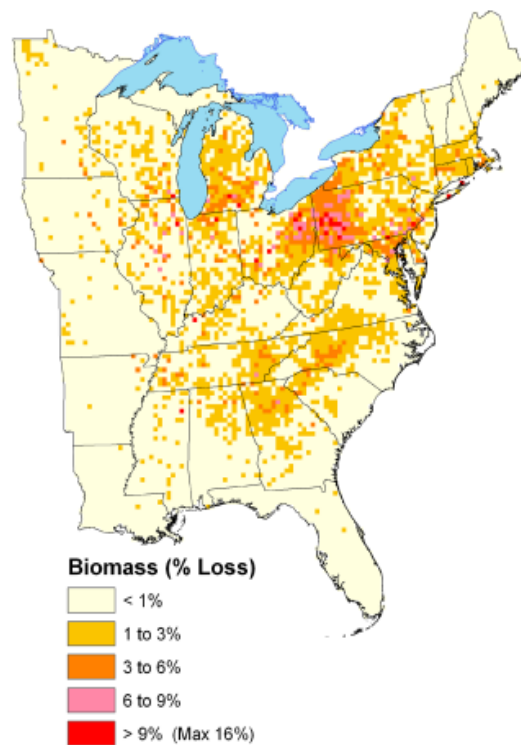 Biomass (% Loss)
< 1%
1 to 3%
3 to 6%
6 to 9%
> 9% (Max 16%)